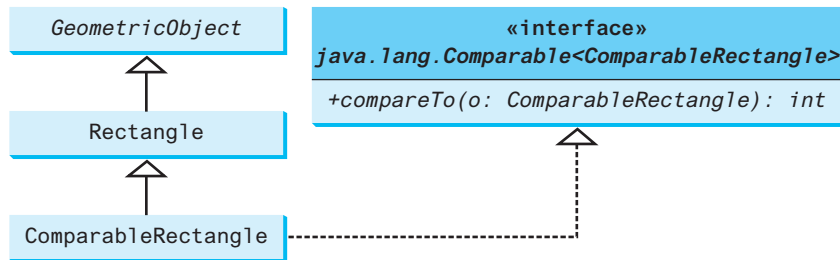 GeometricObject
Rectangle
ComparableRectangle
«interface»
java.lang.Comparable<ComparableRectangle>
+compareTo(o: ComparableRectangle): int